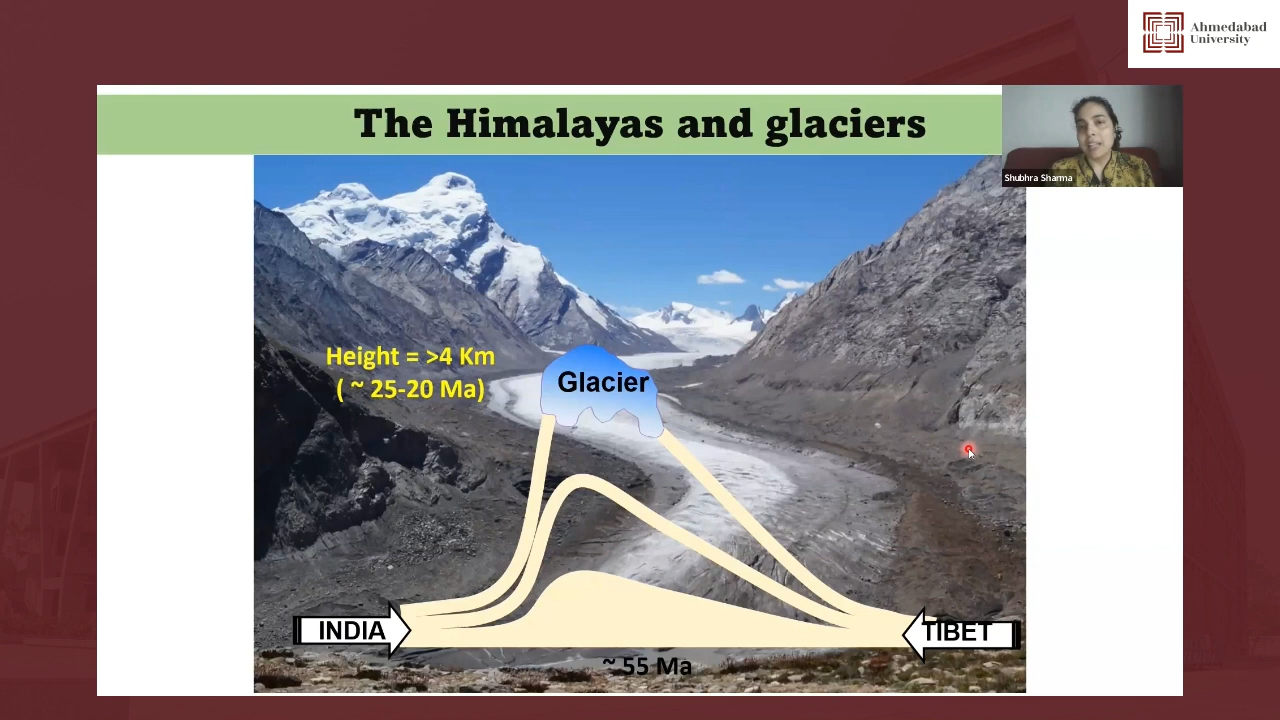 Ahmedabad
University
The Himalayas and glaciers
Shubhra Sharma
Height = >4 Km
( ~ 25-20 Ma)
Glacier
INDIA
TIBET
~ 55 Ma